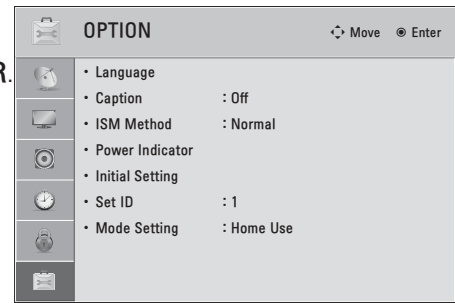 OPTION Move Enter
R.
• Language
• Caption : Off
• ISM Method : Normal
• Power Indicator
• Initial Setting
• Set ID : 1
• Mode Setting : Home Use